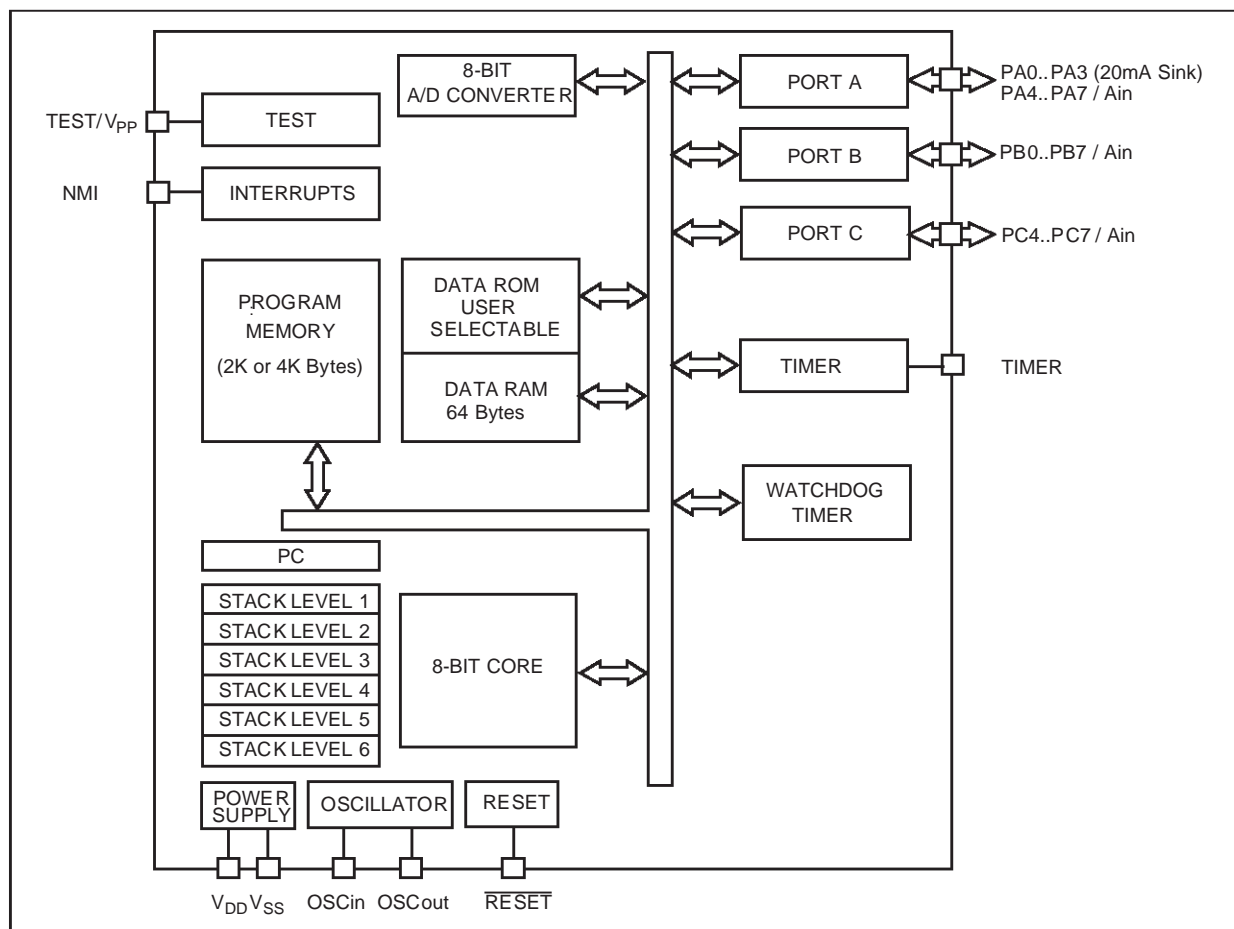 8-BIT
A/D CONVERTER
PORT A
PA0..PA3 (20mA Sink)
PA4..PA7 / Ain
TEST/VPP
TEST
PORT B
PB0..PB7 / Ain
NMI
INTERRUPTS
PORT C
PC4..PC7 / Ain
PROGRAM
MEMORY
(2K or 4K Bytes)
DATA ROM
USER
SELECTABLE
DATA RAM
64 Bytes
TIMER
TIMER
WATCHDOG
TIMER
PC
STACK LEVEL 1
STACK LEVEL 2
STACK LEVEL 3
STACK LEVEL 4
STACK LEVEL 5
STACK LEVEL 6
8-BIT CORE
POWER
SUPPLY
OSCILLATOR
RESET
VDD VSS
OSCin OSCout
RESET